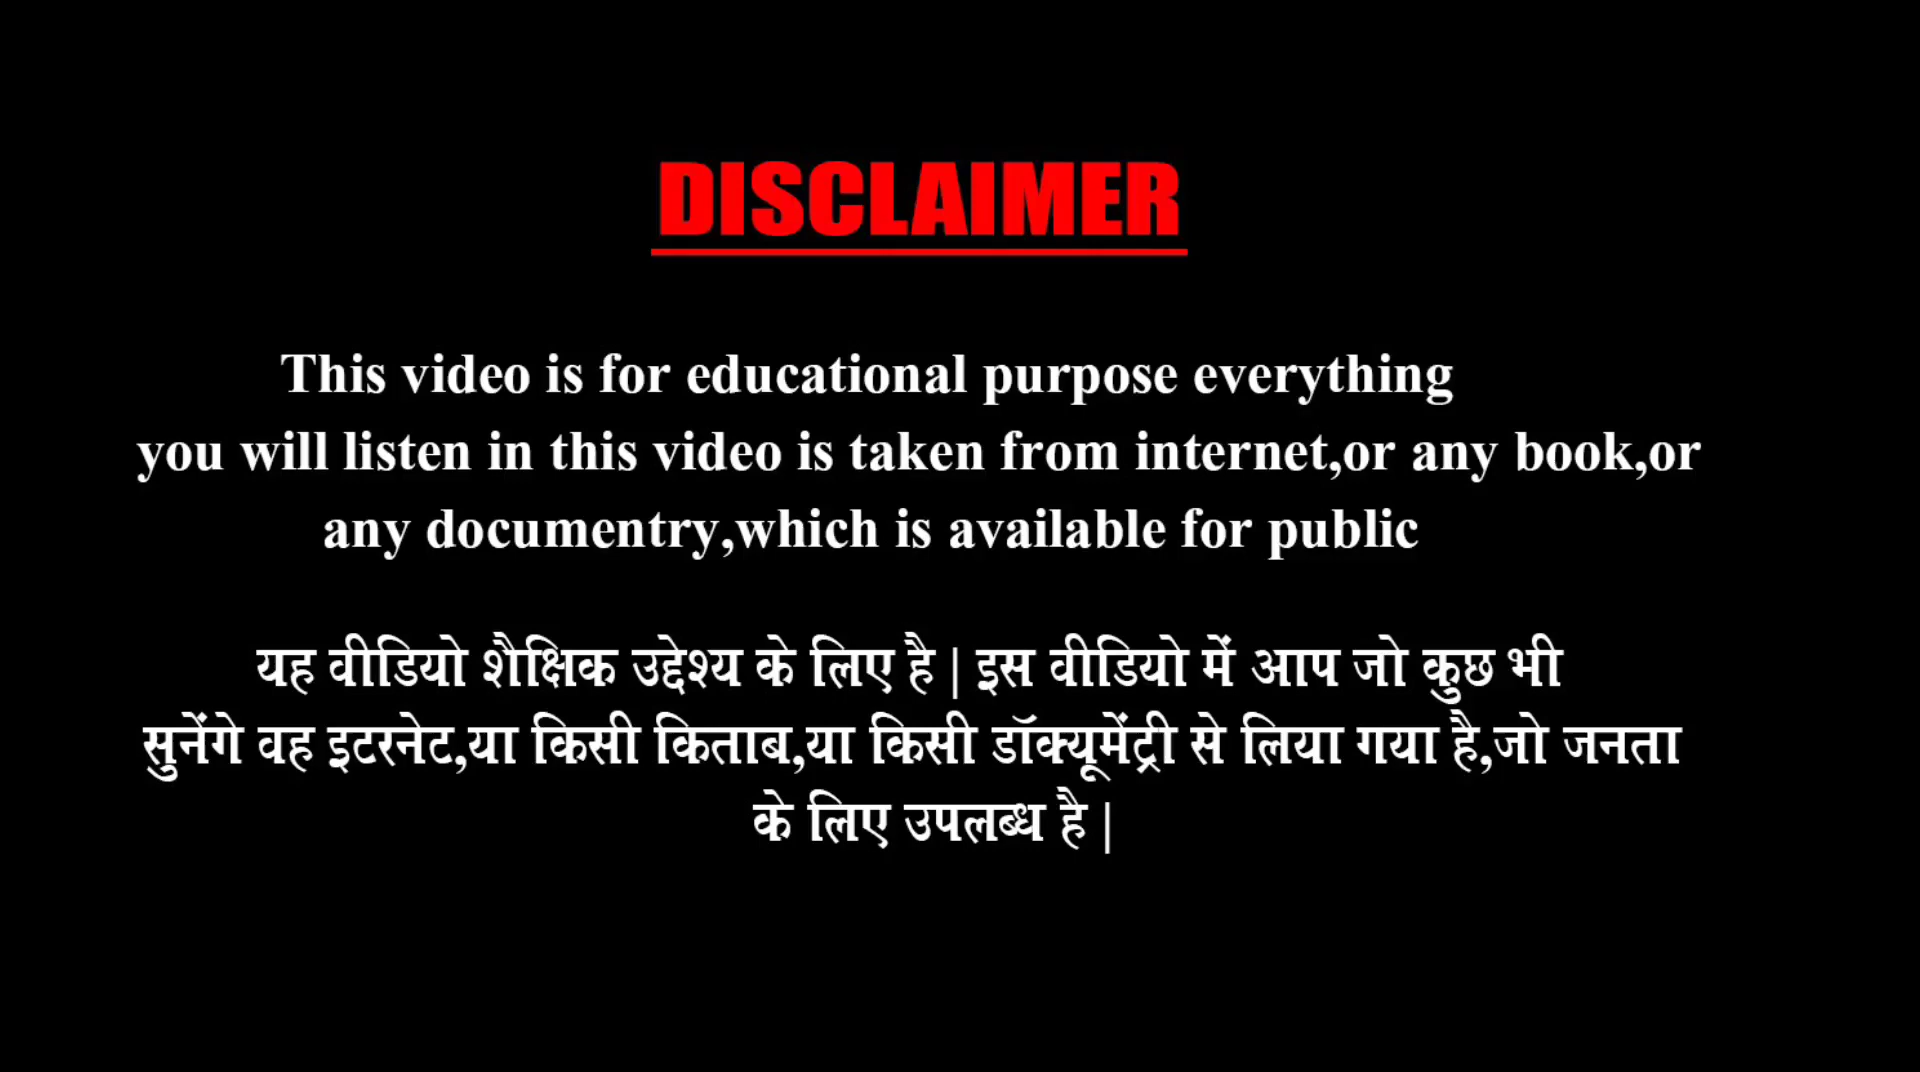 DISCLAIMER
This video is for educational purpose everything
you will listen in this video is taken from internet,or any book,or
any documentry,which is available for public
यह वीडियो शैक्षिक उद्देश्य के लिए है | इस वीडियो में आप जो कुछ भी
सुनेंगे वह इटरनेट,या किसी किताब,या किसी डॉक्यूमेंट्री से लिया गया है,जो जनता
के लिए उपलब्ध है |